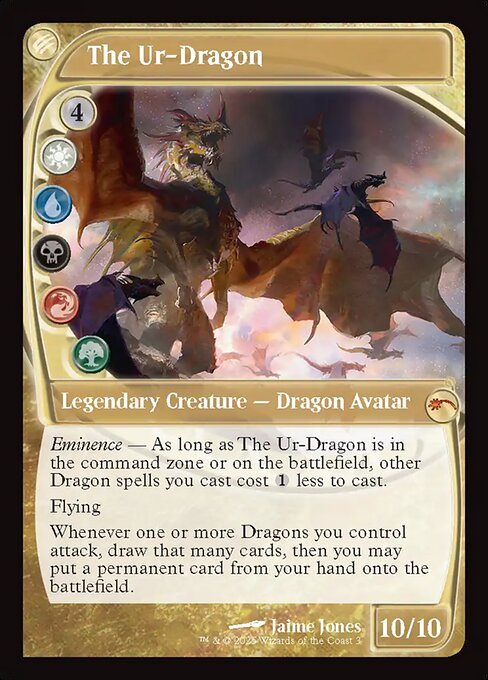 The Ur-Dragon
4
Legendary Creature — Dragon Avatar
Eminence — As long as The Ur-Dragon is in
the command zone or on the battlefield, other
Dragon spells you cast cost 1 less to cast.
Flying
Whenever one or more Dragons you control
attack, draw that many cards, then you may
put a permanent card from your hand onto the
battlefield.
Jaime Jones
10/10
™ & © 2025 Wizards of the Coast 3